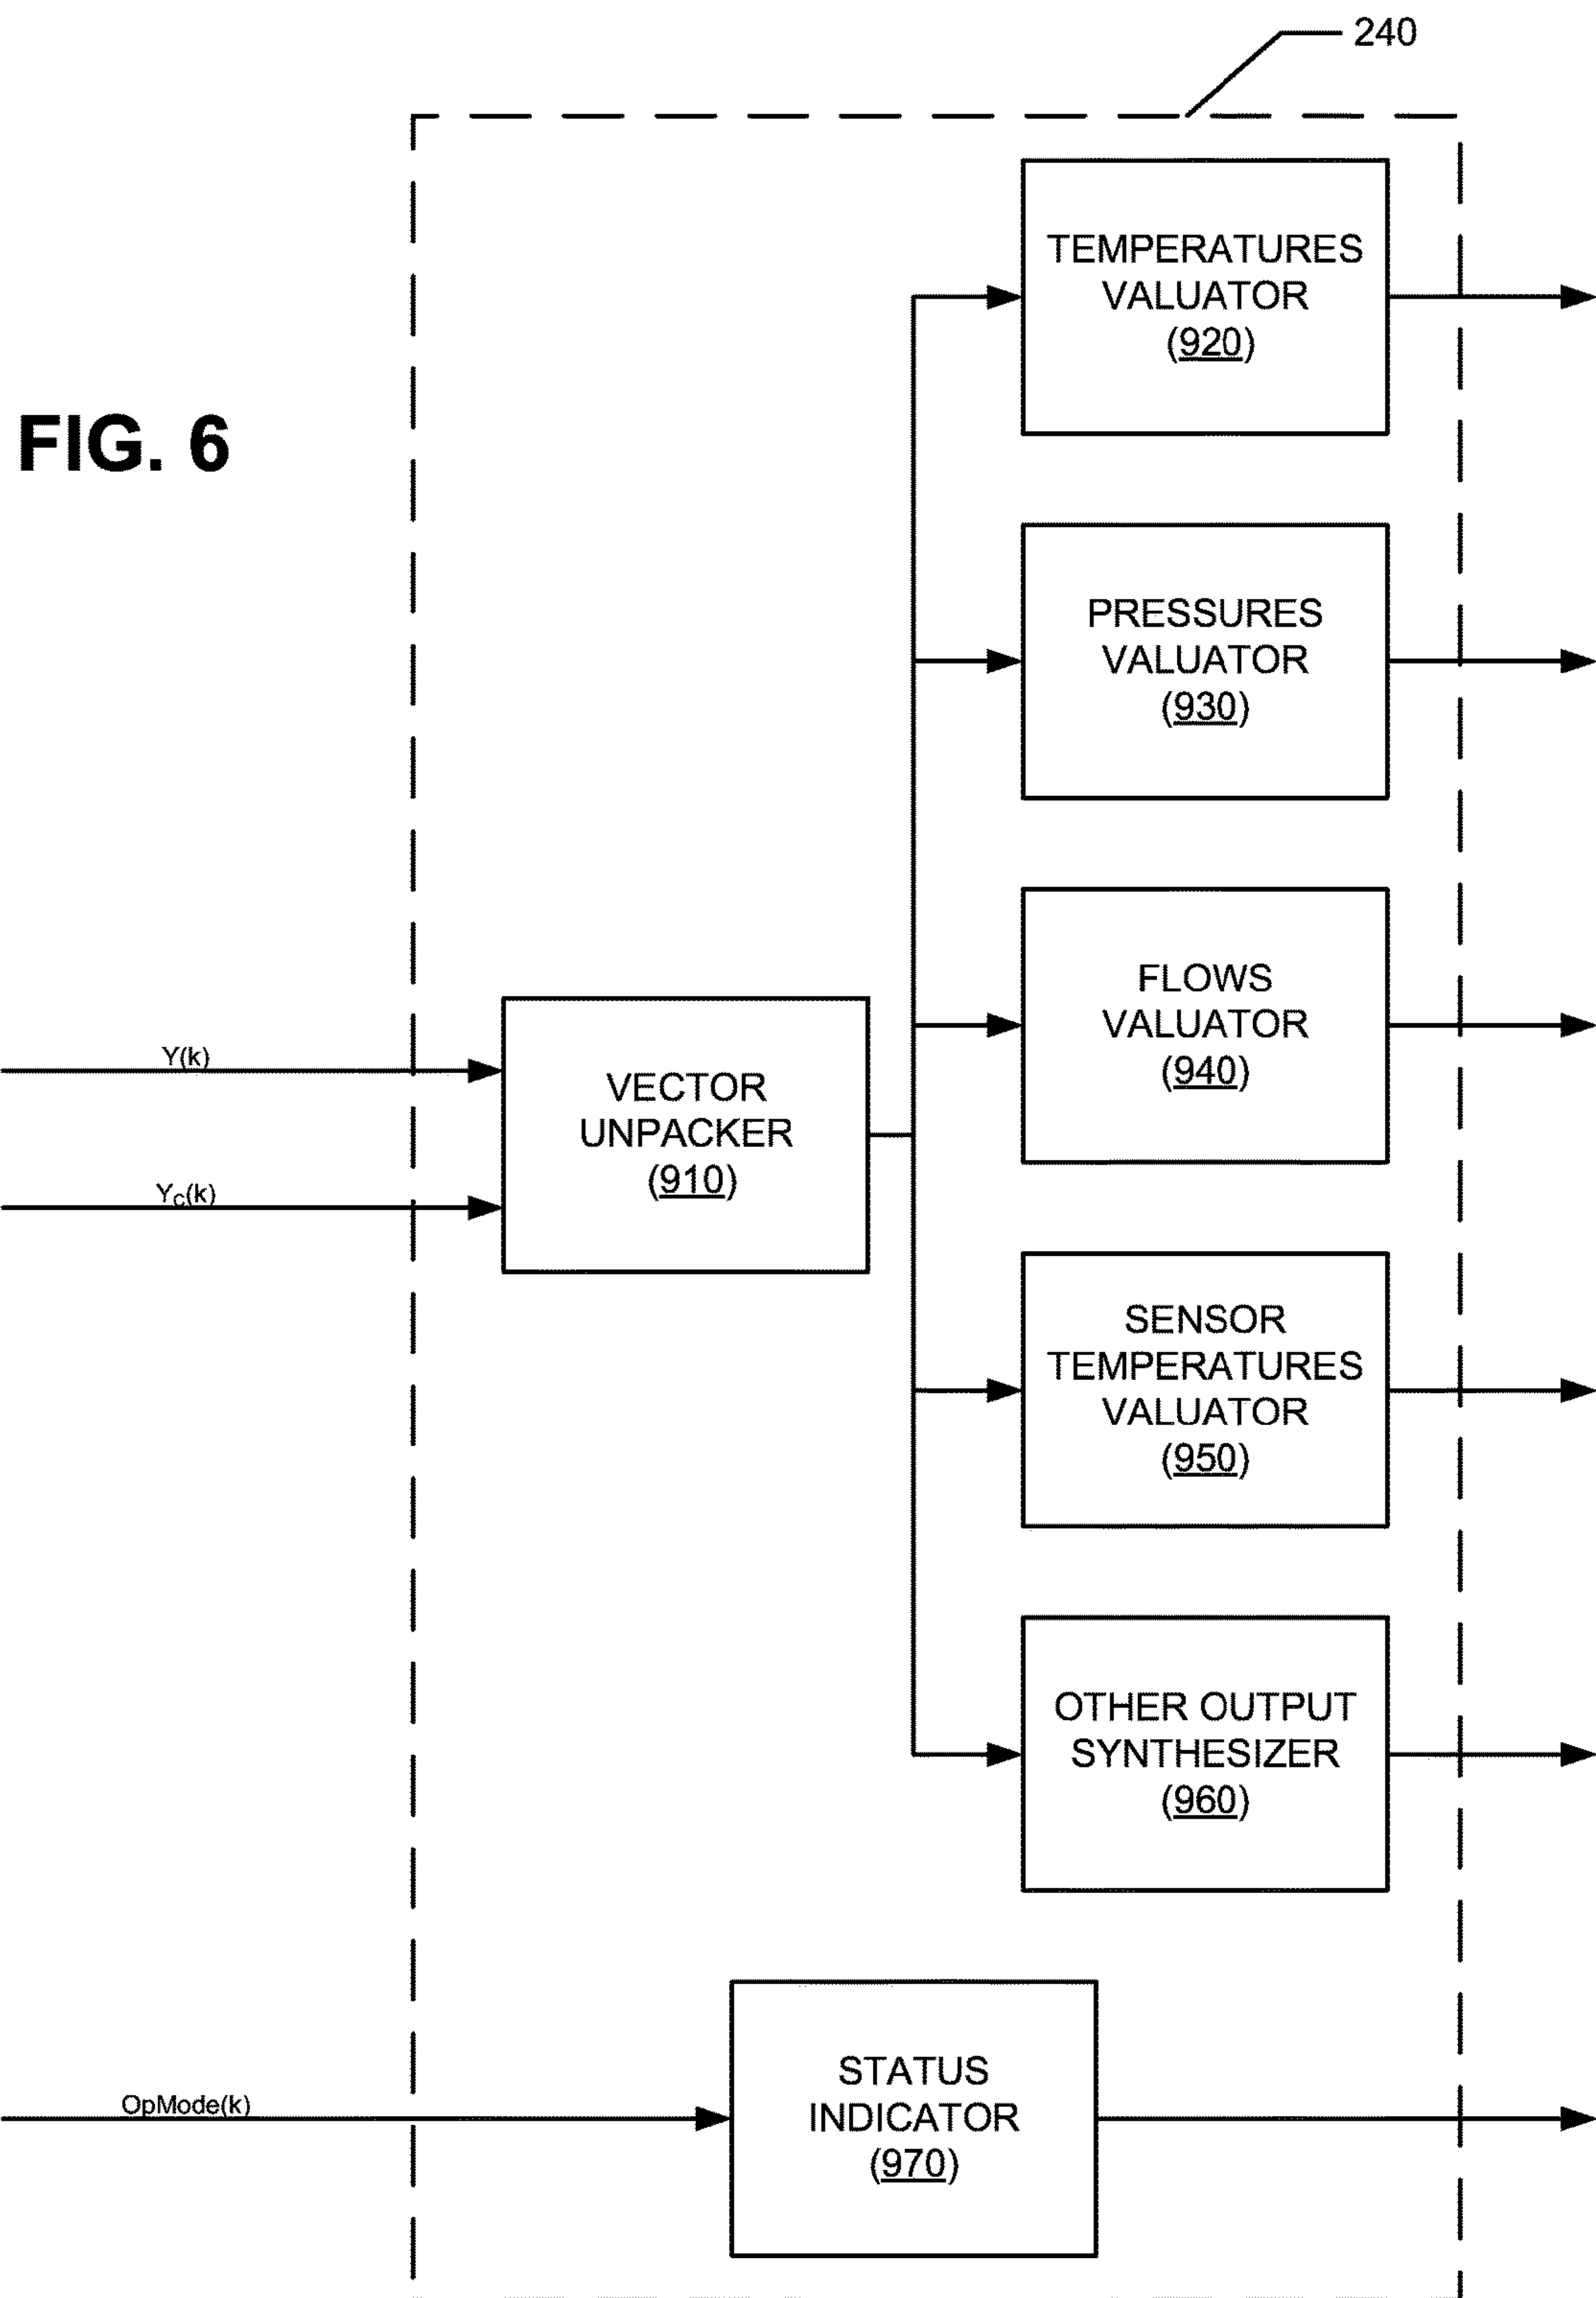 240
TEMPERATURES
VALUATOR
(920)
FIG. 6
PRESSURES
VALUATOR
(930)
FLOWS
VALUATOR
(940)
Y(k)
VECTOR
UNPACKER
(910)
YC(k)
SENSOR
TEMPERATURES
VALUATOR
(950)
OTHER OUTPUT
SYNTHESIZER
(960)
OpMode(k)
STATUS
INDICATOR
(970)